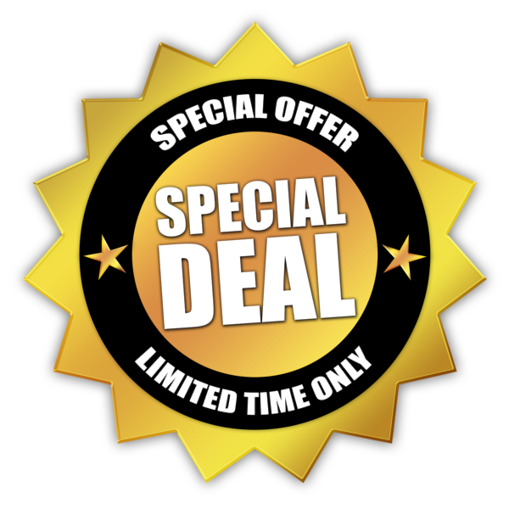 SPECIAL OFFER
SPECIAL
DEAL
LIMITED TIME ONLY